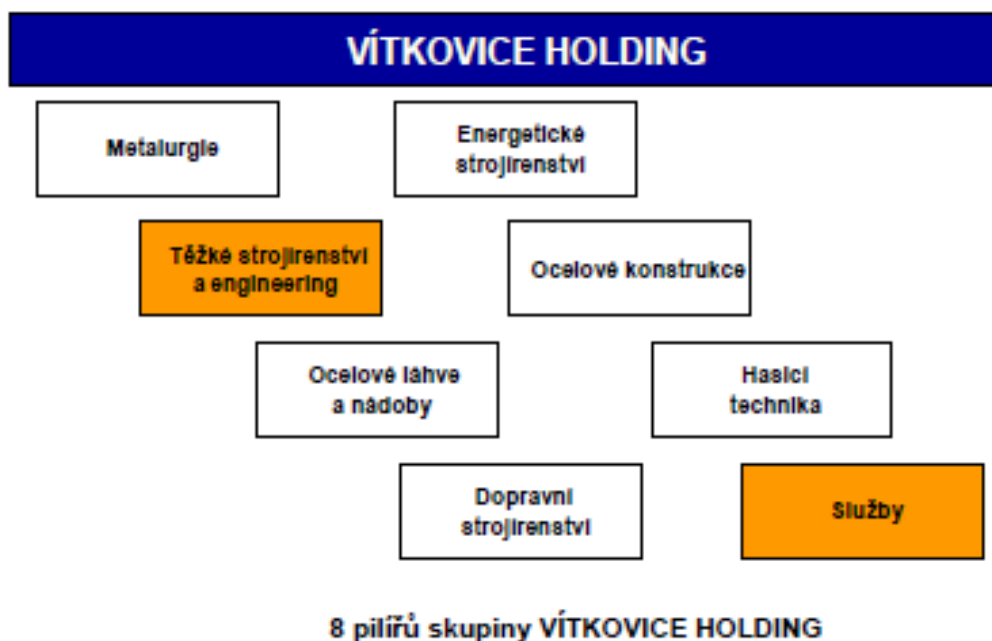 VÍTKOVICE HOLDING
Metalurgie
Energetické
strojírenství
Těžké strojírenství
a engineering
Ocelové konstrukce
Ocelové láhve
a nádoby
Hasicí
technika
Dopravní
strojírenství
Služby
8 pilířů skupiny VÍTKOVICE HOLDING